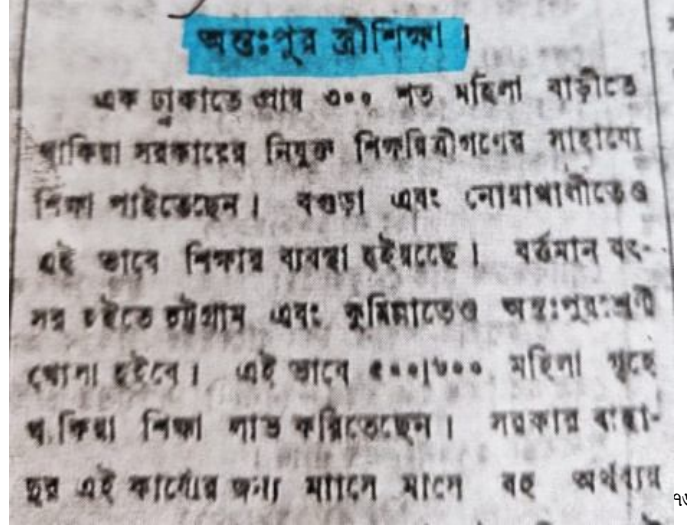 অন্তঃপুর স্ত্রীশিক্ষা।
এক ঢাকাতে প্রায় ৩০০ শত মহিলা বাড়ীতে
থাকিয়া সরকারের নিযুক্ত শিক্ষয়িত্রীগণের সাহায্যে
শিক্ষা পাইতেছেন। বগুড়া এবং নোয়াখালীতেও
এই ভাবে শিক্ষার ব্যবস্থা হইয়াছে। বর্তমান বৎ-
সর হইতে চট্টগ্রাম এবং কুমিল্লাতেও অন্তঃপুর
খোলা হইবে। এই ভাবে ৫০০|৬০০ মহিলা গৃহে
থাকিয়া শিক্ষা লাভ করিতেছেন। সরকার বাহা-
দুর এই কার্য্যের জন্য মাসে মাসে বহু অর্থব্যয়